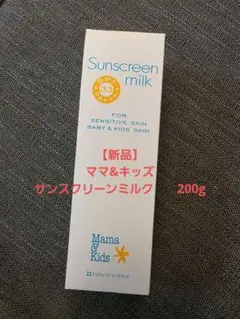 Sunscreen
milk
33
FOR
SENSITIVE SKIN
BABY & KIDS SKIN
【新品】
ママ&キッズ
サンスクリーンミルク 200g
Mama
&
Kids
natural science